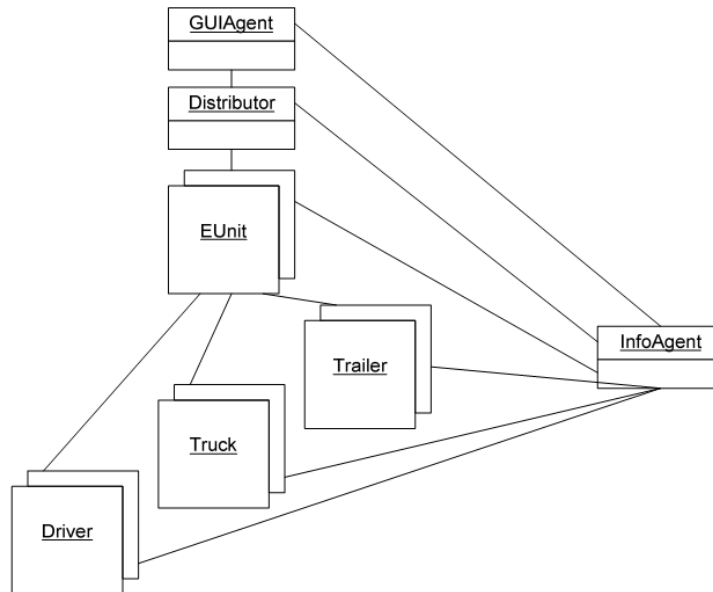 GUIAgent
Distributor
EUnit
InfoAgent
Trailer
Truck
Driver